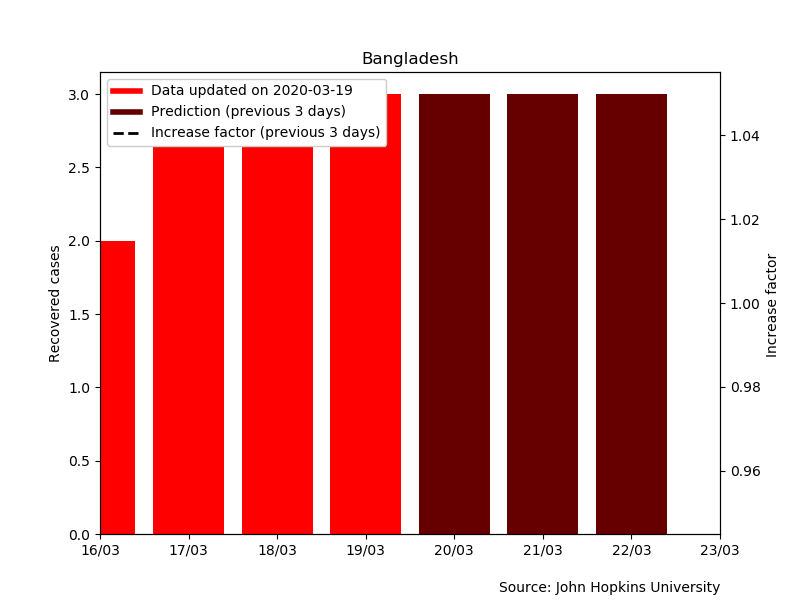 Bangladesh
Data updated on 2020-03-19
Prediction (previous 3 days)
Increase factor (previous 3 days)
Recovered cases
3.0
2.5
2.0
1.5
1.0
0.5
0.0
1.04
1.02
1.00
0.98
0.96
Increase factor
16/03 17/03 18/03 19/03 20/03 21/03 22/03 23/03
Source: John Hopkins University